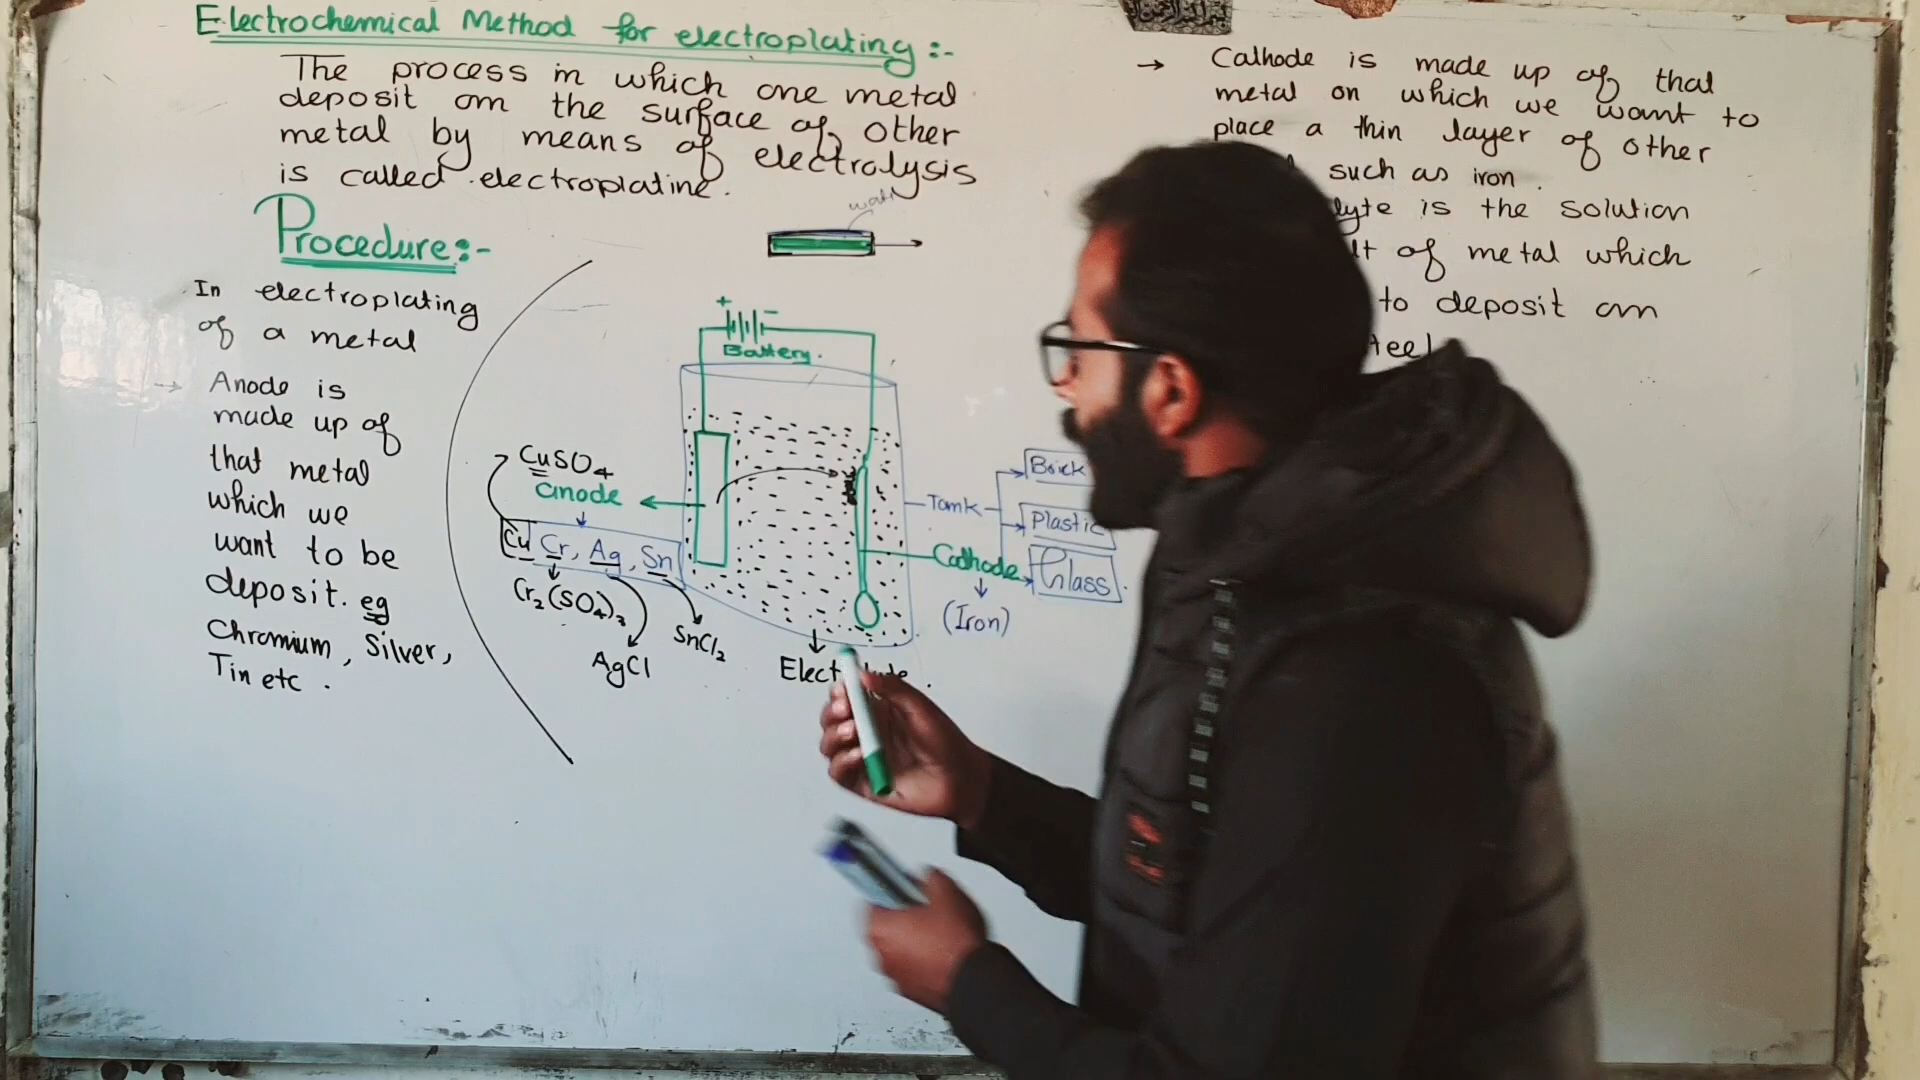 Electrochemical Method for electroplating :-
The process in which one metal
deposit on the surface of other
metal by means of electrolysis
is called electroplatine.
Procedure:-
In electroplating
of a metal
→ Anode is
made up of
that metal
which we
want to be
deposit. eg
Chromium, Silver,
Tin etc .
+ -
Battery.
CuSO4
anode
Cu Cr, Ag, Sn
Cr2(SO4)3
AgCl
SnCl2
Tank
Brick
Plastic
Glass
Cathode
(Iron)
→ Cathode is made up of that
metal on which we want to
place a thin layer of other
such as iron .
lyte is the solution
lt of metal which
to deposit on
teel